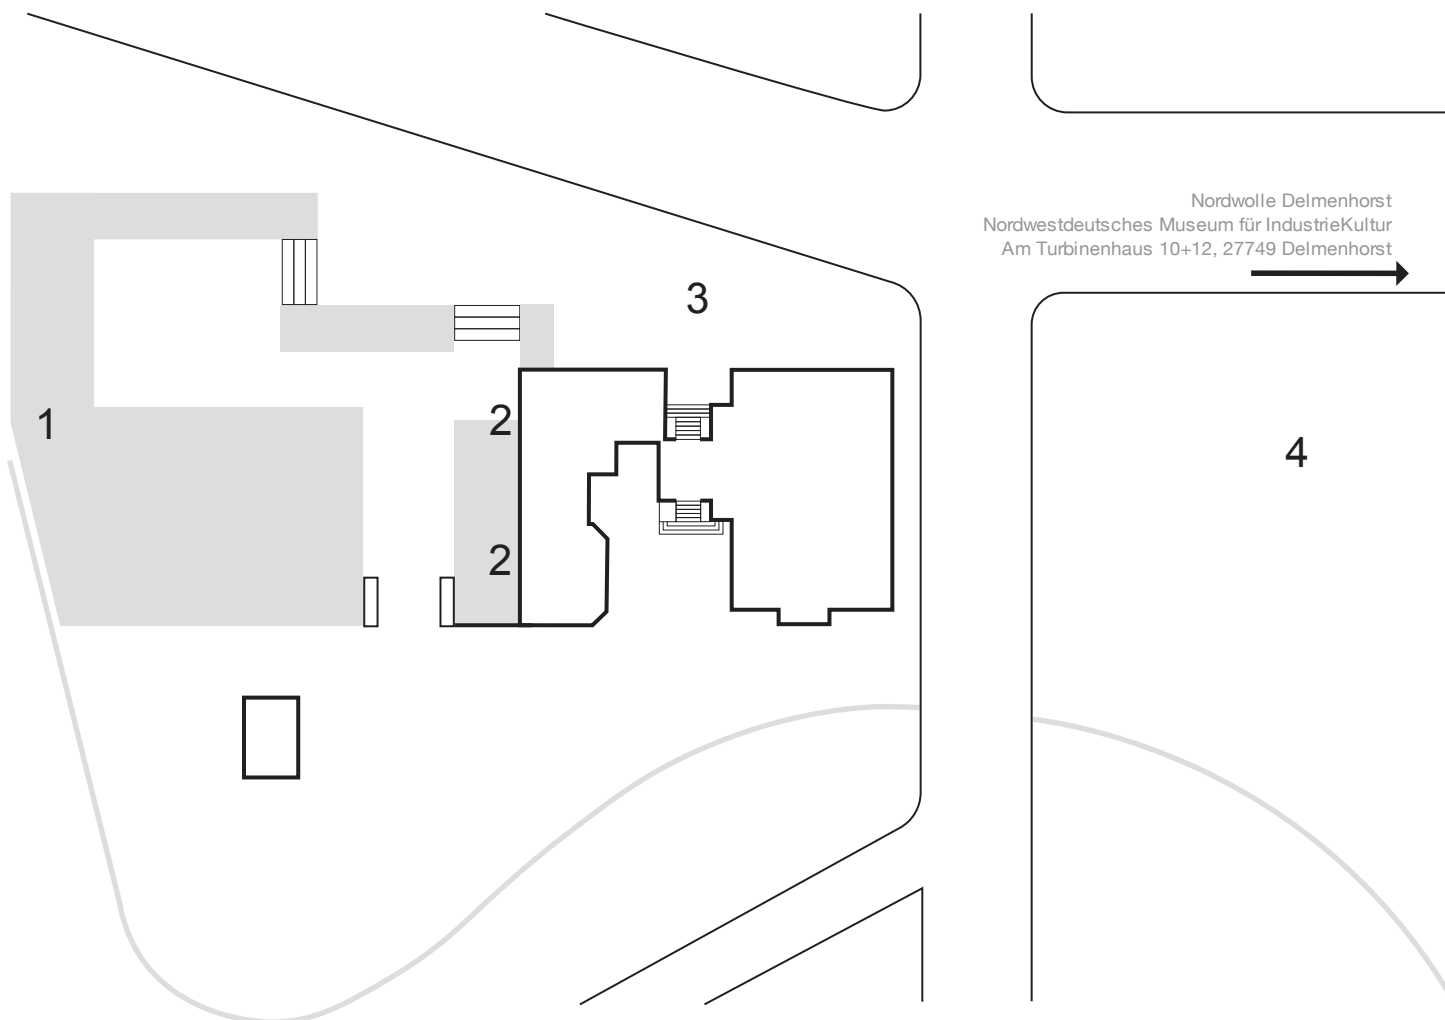 Nordwolle Delmenhorst
Nordwestdeutsches Museum für IndustrieKultur
Am Turbinenhaus 10+12, 27749 Delmenhorst
3
1
2
4
2